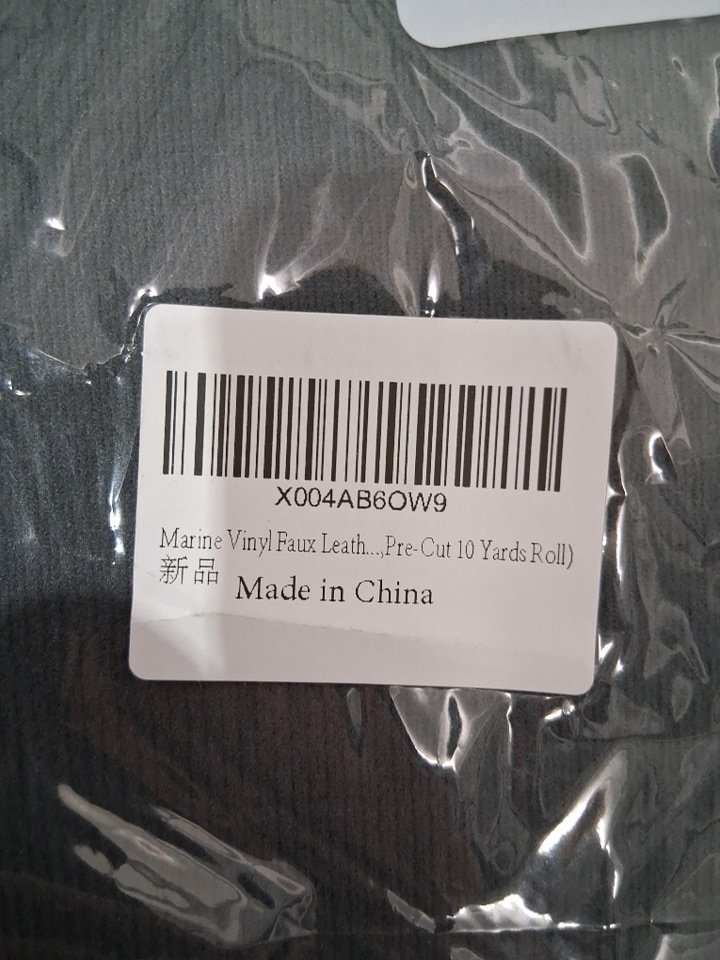 X004AB6OW9
Marine Vinyl Faux Leath...,Pre-Cut 10 Yards Roll)
新品 Made in China